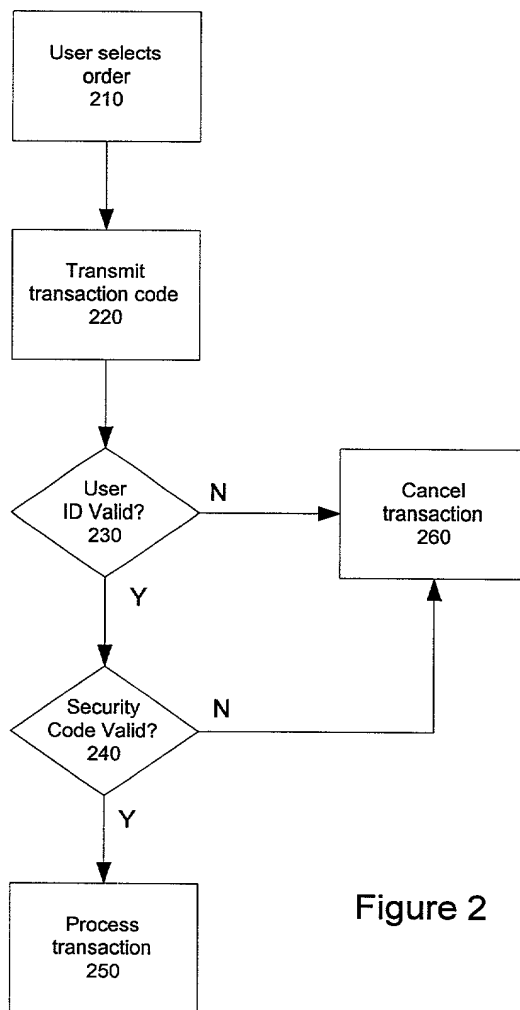 User selects
order
210
Transmit
transaction code
220
User
ID Valid?
230
N
Cancel
transaction
260
Y
Security
Code Valid?
240
N
Y
Process
transaction
250
Figure 2